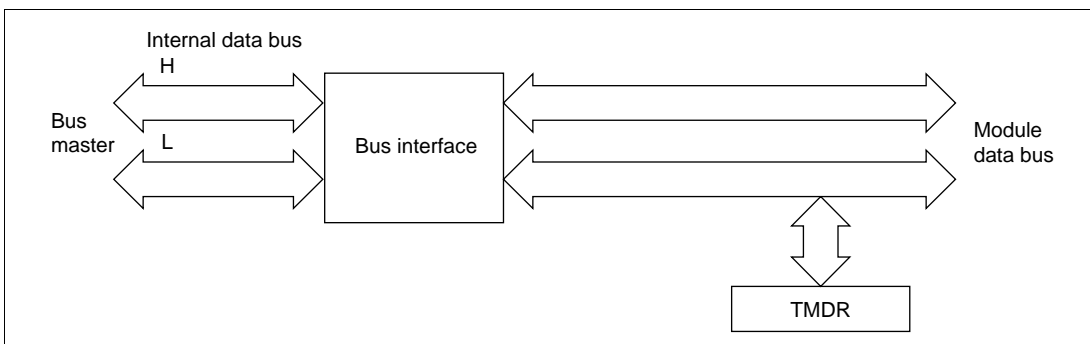 Internal data bus
H
Bus
master
L
Bus interface
Module
data bus
TMDR